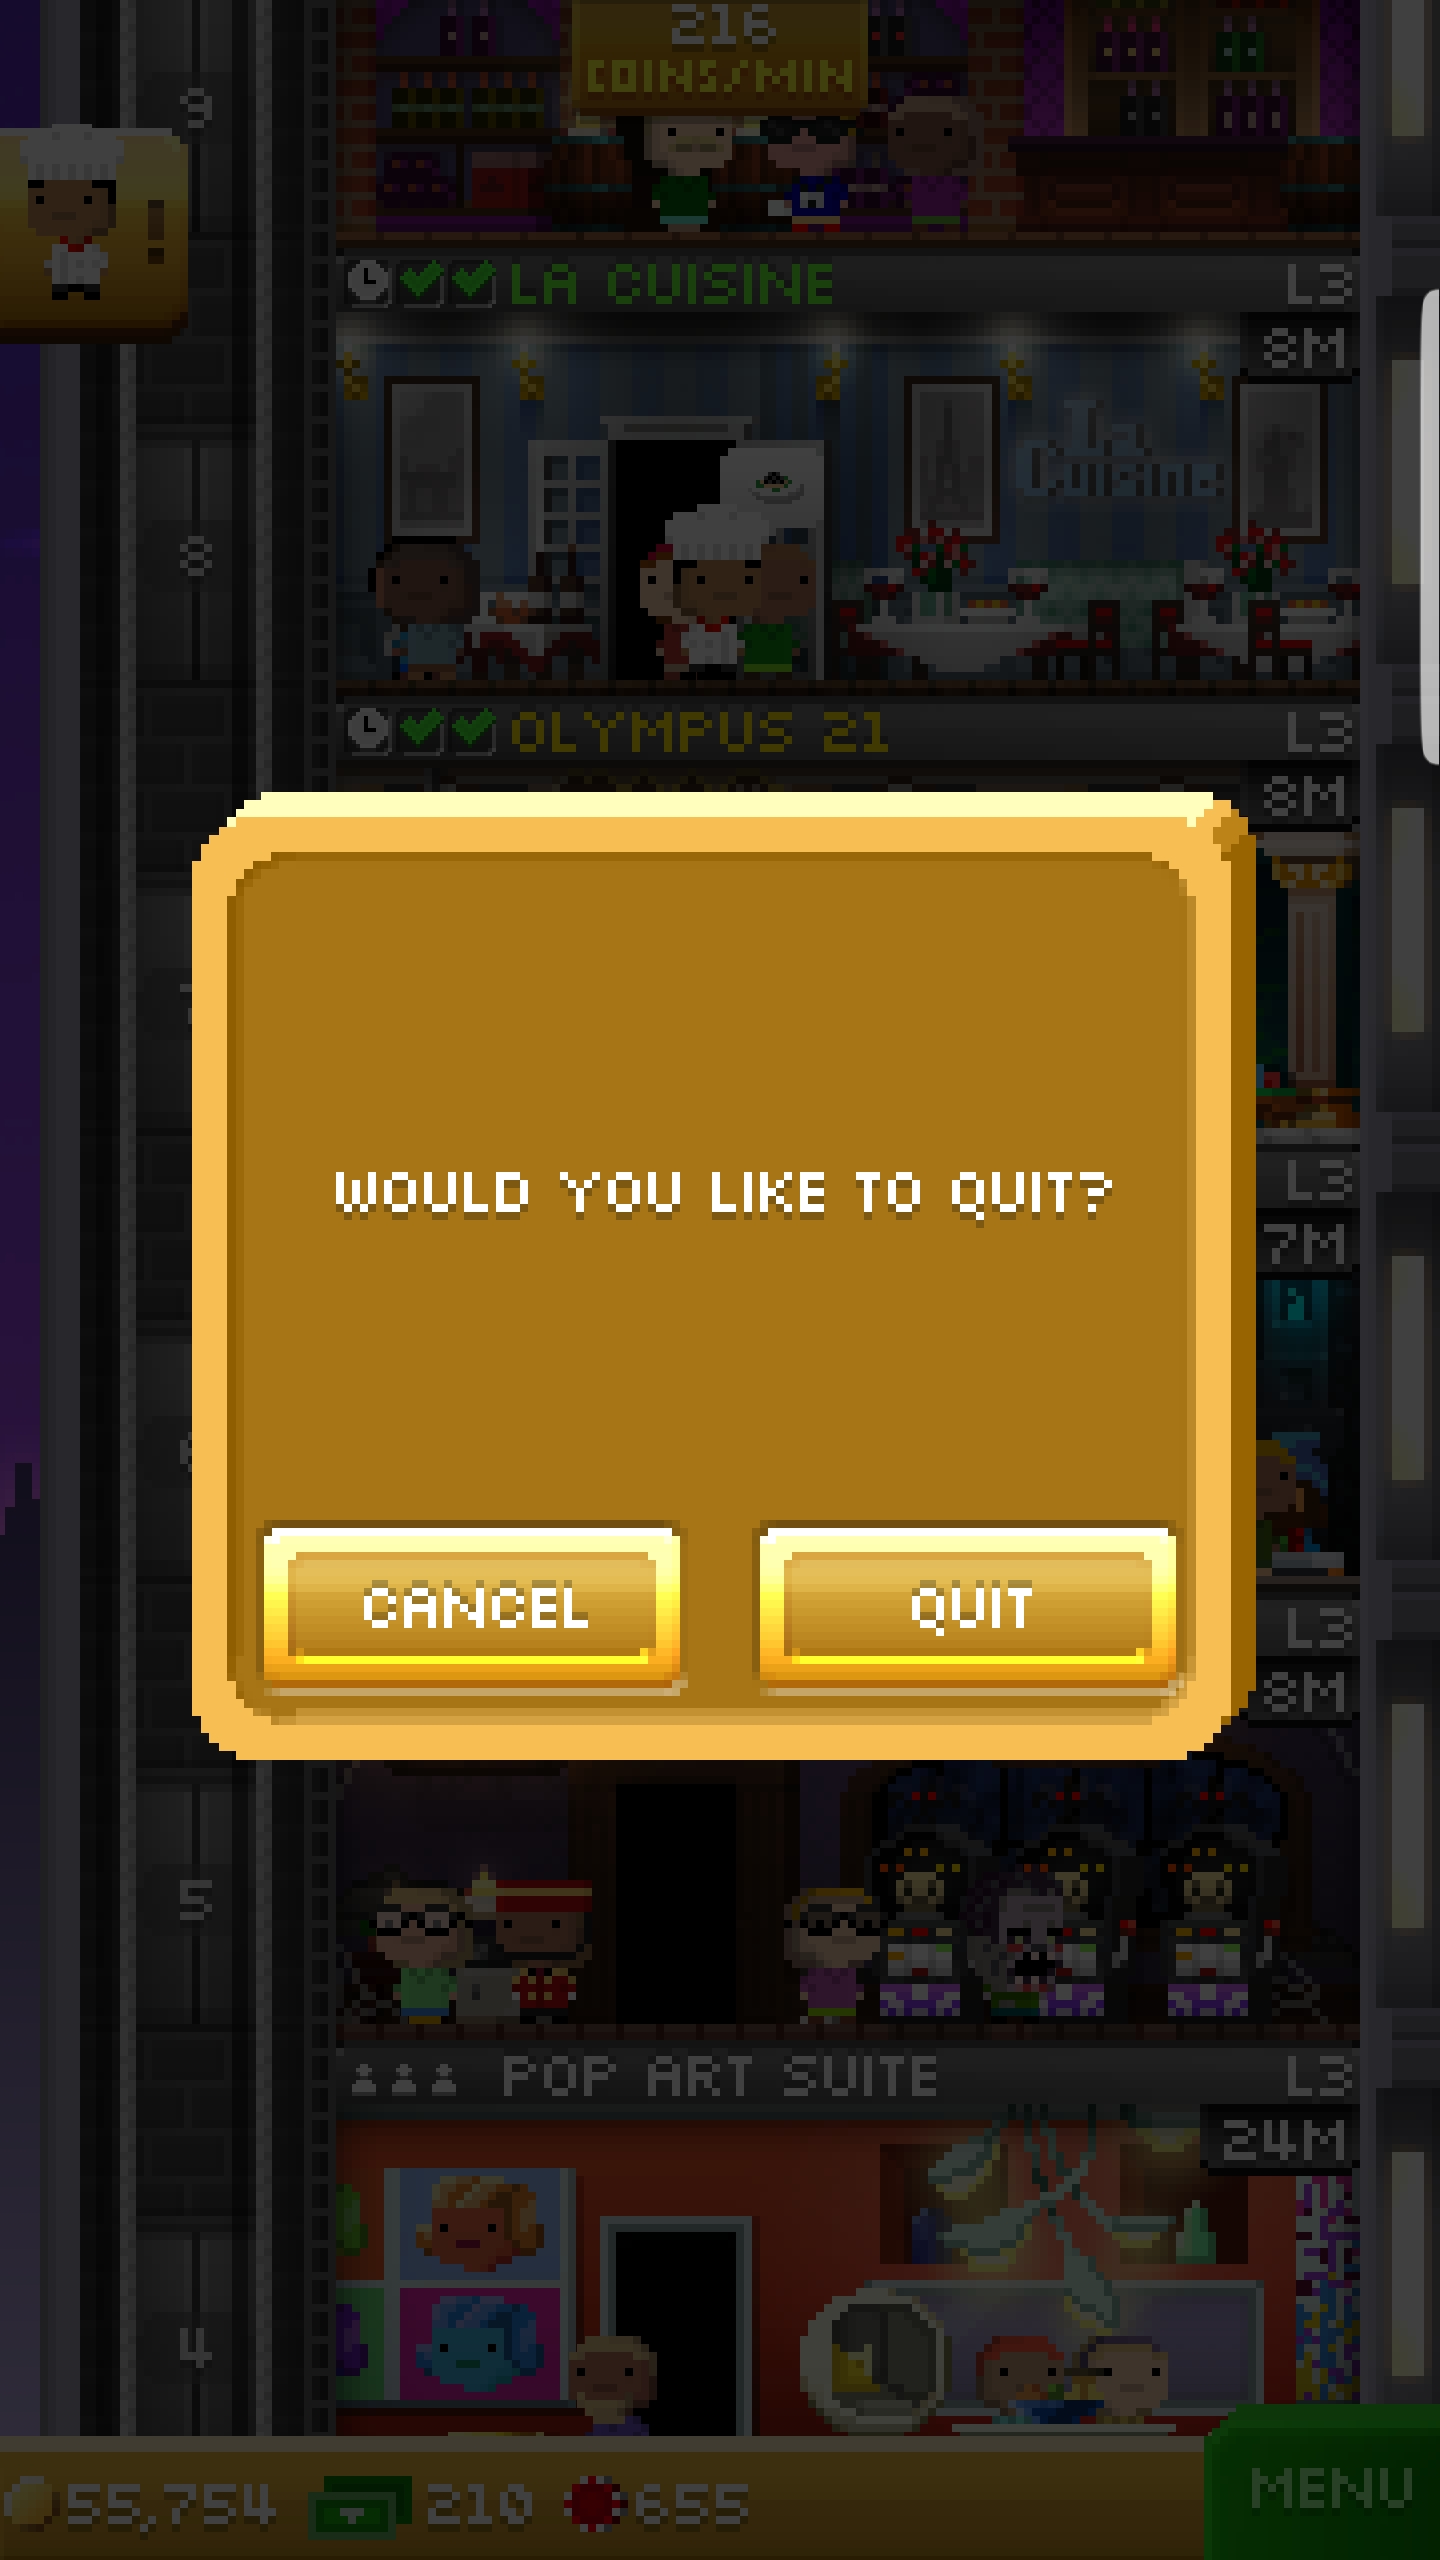 216
COINS/MIN
9
LA CUISINE L3
8M
La
Cuisine
8
OLYMPUS 21 L3
8M
WOULD YOU LIKE TO QUIT?
L3
7M
CANCEL QUIT
L3
8M
5
POP ART SUITE L3
24M
4
55,754 210 655 MENU